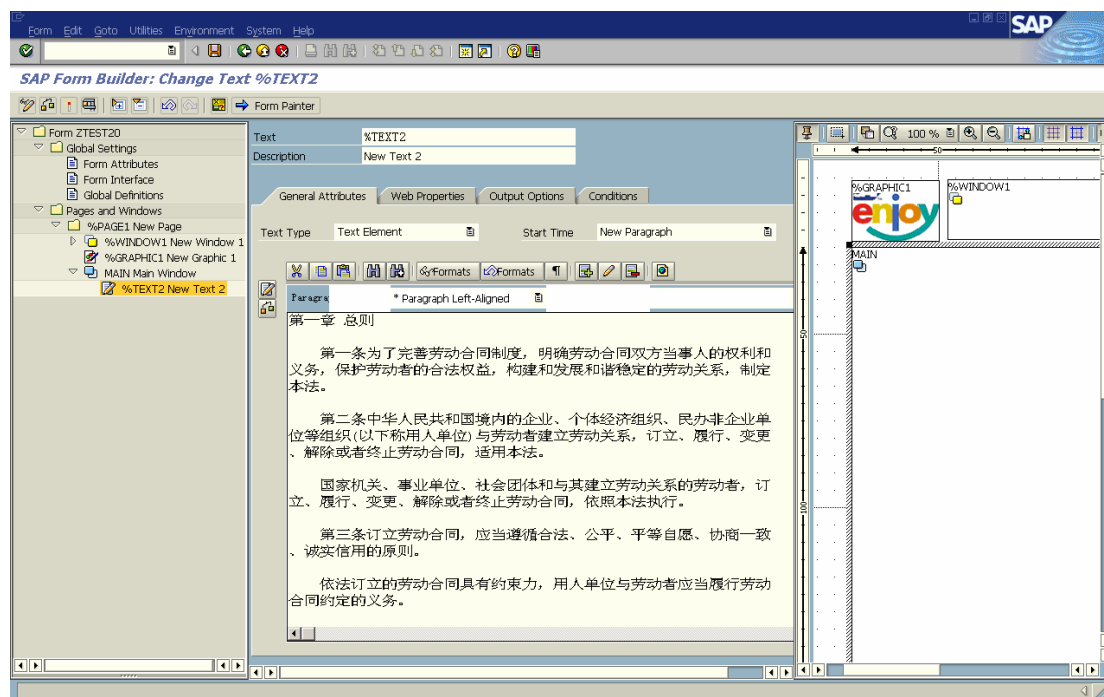 Form Edit Goto Utilities Environment System Help
SAP
SAP Form Builder: Change Text %TEXT2
Form Painter
Form ZTEST20
Global Settings
Form Attributes
Form Interface
Global Definitions
Pages and Windows
%PAGE1 New Page
%WINDOW1 New Window 1
%GRAPHIC1 New Graphic 1
MAIN Main Window
%TEXT2 New Text 2
Text %TEXT2
Description New Text 2
General Attributes Web Properties Output Options Conditions
Text Type Text Element Start Time New Paragraph
Formats Formats
Paragra * Paragraph Left-Aligned
第一章 总则
第一条为了完善劳动合同制度，明确劳动合同双方当事人的权利和
义务，保护劳动者的合法权益，构建和发展和谐稳定的劳动关系，制定
本法。
第二条中华人民共和国境内的企业、个体经济组织、民办非企业单
位等组织(以下称用人单位)与劳动者建立劳动关系，订立、履行、变更
、解除或者终止劳动合同，适用本法。
国家机关、事业单位、社会团体和与其建立劳动关系的劳动者，订
立、履行、变更、解除或者终止劳动合同，依照本法执行。
第三条订立劳动合同，应当遵循合法、公平、平等自愿、协商一致
、诚实信用的原则。
依法订立的劳动合同具有约束力，用人单位与劳动者应当履行劳动
合同约定的义务。
100 %
50
%GRAPHIC1 %WINDOW1
enjoy
MAIN
50
100